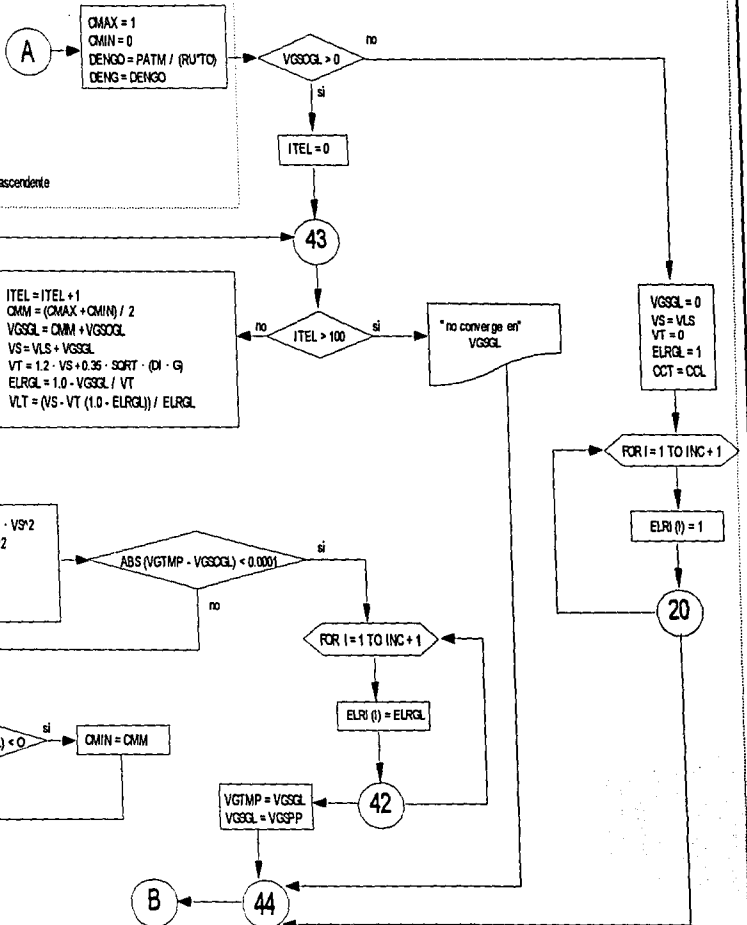 A
CMAX = 1
CMIN = 0
DENGO = PATM / (RU*TO)
DENG = DENGO
VGSOGL > 0
no
si
ITEL = 0
ascendente
43
ITEL = ITEL + 1
CMM = (CMAX + CMIN) / 2
VGSGL = CMM + VGSOGL
VS = VLS + VGSGL
VT = 1.2 · VS + 0.35 · SQRT · (DI · G)
ELRGL = 1.0 - VGSGL / VT
VLT = (VS - VT (1.0 - ELRGL)) / ELRGL
no
ITEL > 100
si
" no converge en"
VGSGL
VGSGL = 0
VS = VLS
VT = 0
ELRGL = 1
CCT = CCL
FOR I = 1 TO INC + 1
ELRI (I) = 1
20
· VS^2
2
ABS (VGTMP - VGSOGL) < 0.0001
si
no
FOR I = 1 TO INC + 1
ELRI (I) = ELRGL
) < O
si
CMIN = CMM
VGTMP = VGSGL
VGSGL = VGSPP
42
B
44